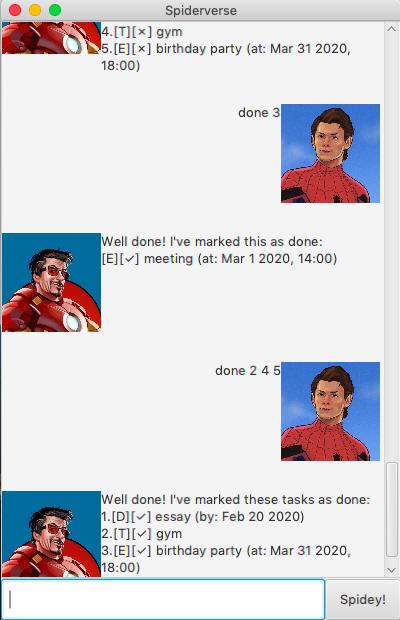 Spiderverse
4.[T][×] gym
5.[E][×] birthday party (at: Mar 31 2020,
18:00)
done 3
Well done! I've marked this as done:
[E][✓] meeting (at: Mar 1 2020, 14:00)
done 2 4 5
Well done! I've marked these tasks as done:
1.[D][✓] essay (by: Feb 20 2020)
2.[T][✓] gym
3.[E][✓] birthday party (at: Mar 31 2020,
18:00)
Spidey!